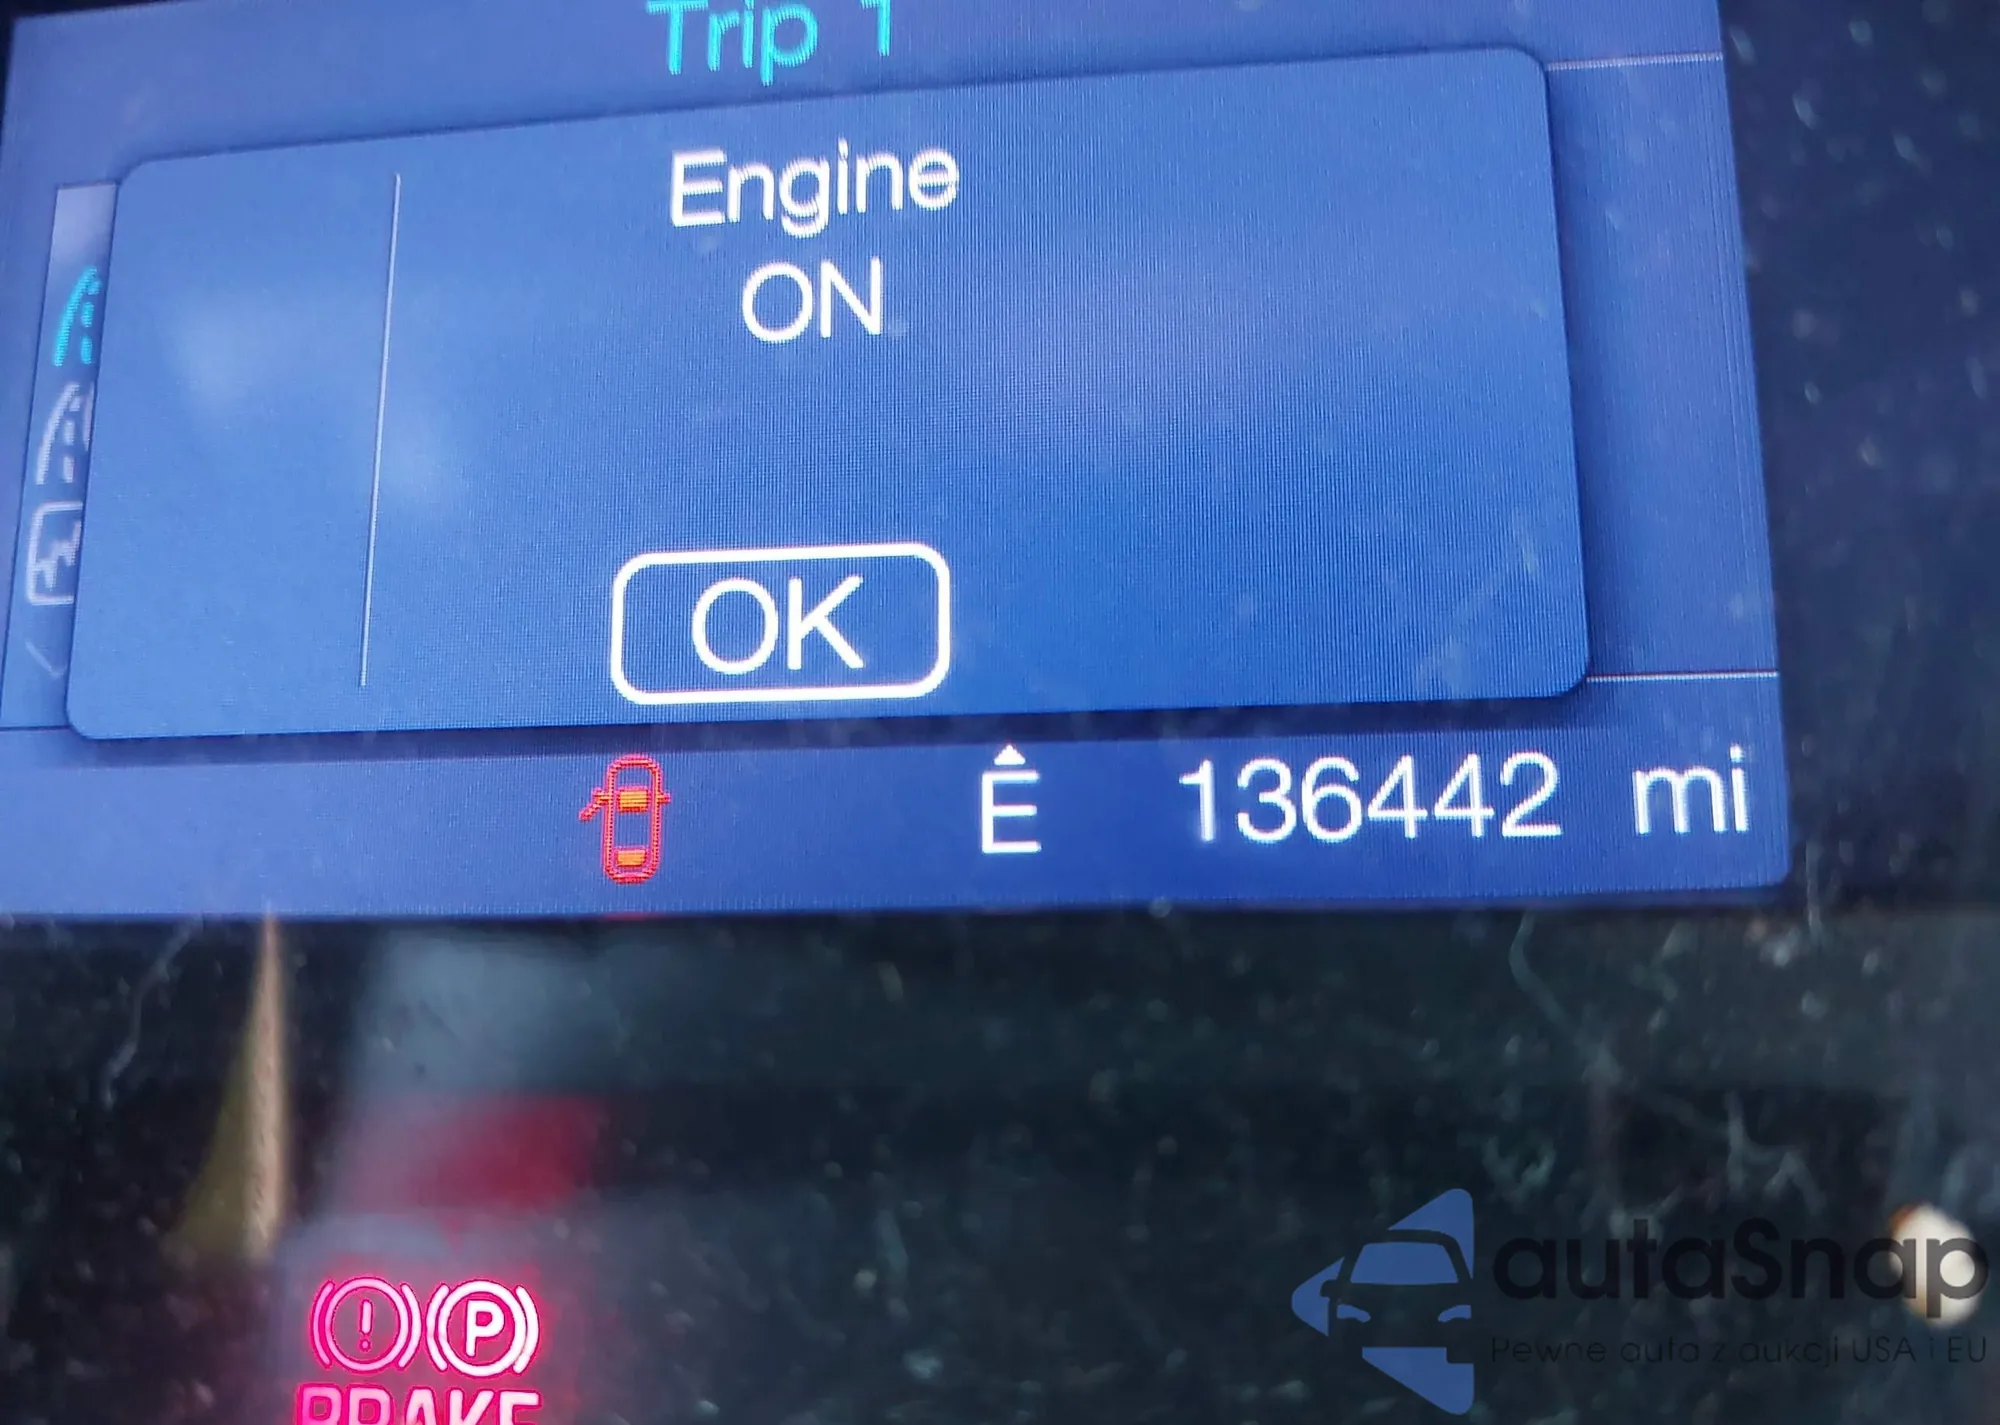 Trip 1
Engine
ON
OK
E 136442 mi
P
BRAKE
autaSnap
Pewne auta z aukcji USA i EU